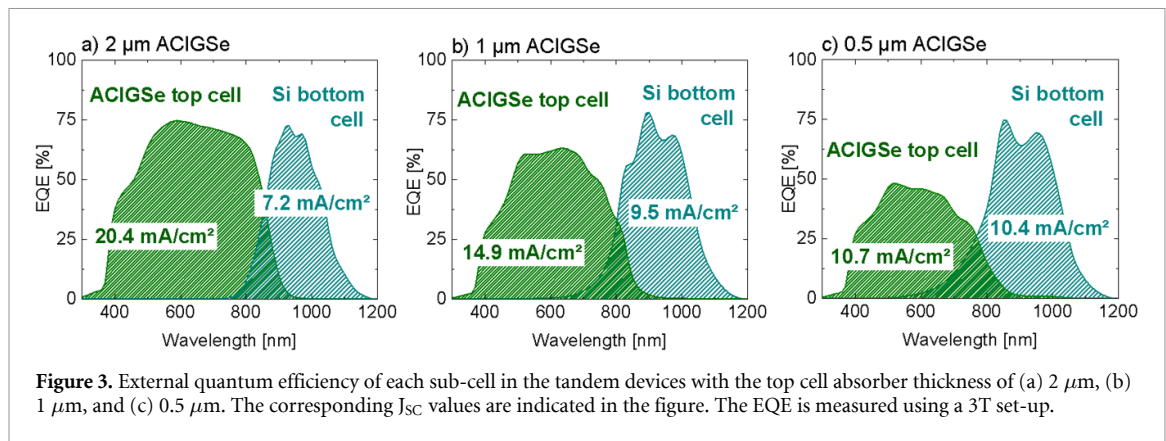 a) 2 µm ACIGSe
100
75
50
25
0
EQE [%]
ACIGSe top cell
Si bottom
cell
20.4 mA/cm²
7.2 mA/cm²
400 600 800 1000 1200
Wavelength [nm]
b) 1 µm ACIGSe
100
75
50
25
0
EQE [%]
ACIGSe top cell
Si bottom
cell
14.9 mA/cm²
9.5 mA/cm²
400 600 800 1000 1200
Wavelength [nm]
c) 0.5 µm ACIGSe
100
75
50
25
0
EQE [%]
ACIGSe top cell
Si bottom
cell
10.7 mA/cm²
10.4 mA/cm²
400 600 800 1000 1200
Wavelength [nm]
Figure 3. External quantum efficiency of each sub-cell in the tandem devices with the top cell absorber thickness of (a) 2 µm, (b)
1 µm, and (c) 0.5 µm. The corresponding JSC values are indicated in the figure. The EQE is measured using a 3T set-up.